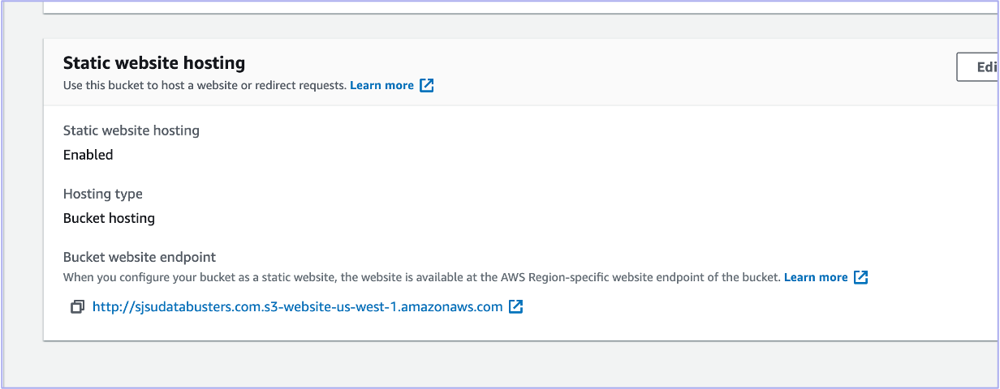 Static website hosting
Edi
Use this bucket to host a website or redirect requests. Learn more
Static website hosting
Enabled
Hosting type
Bucket hosting
Bucket website endpoint
When you configure your bucket as a static website, the website is available at the AWS Region-specific website endpoint of the bucket. Learn more
http://sjsudatabusters.com.s3-website-us-west-1.amazonaws.com